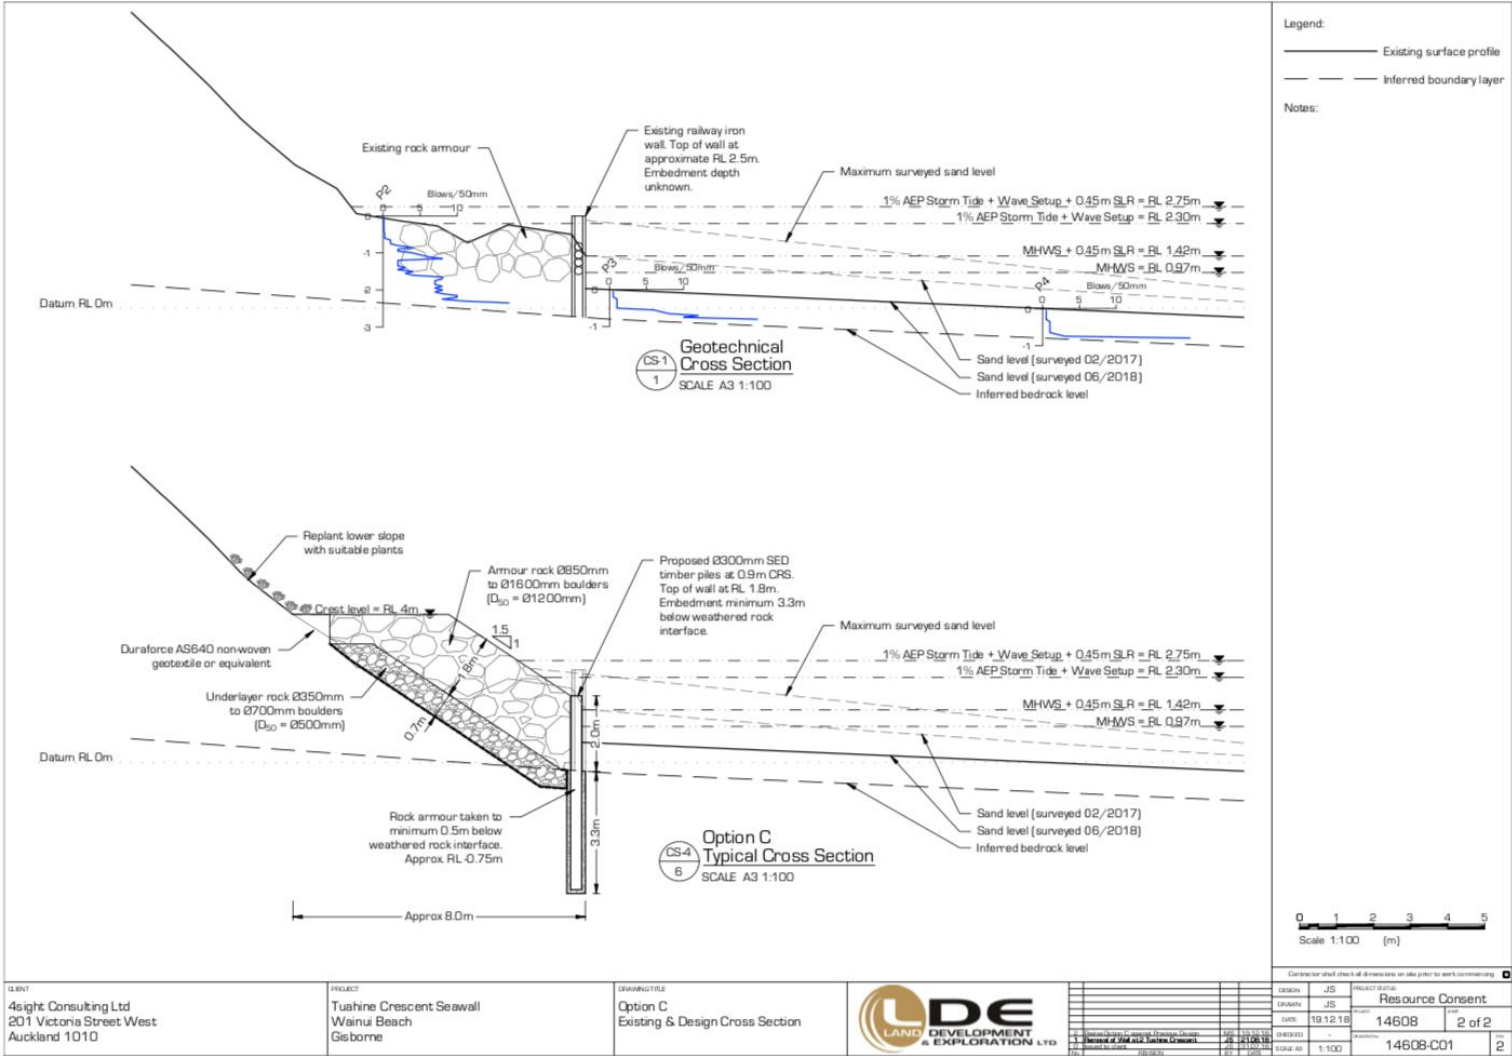 Legend:
Existing surface profile
Inferred boundary layer
Notes:
Existing rock armour
Existing railway iron
wall. Top of wall at
approximate RL 2.5m.
Embedment depth
unknown.
Maximum surveyed sand level
1% AEP Storm Tide + Wave Setup + 0.45m SLR = RL 2.75m
1% AEP Storm Tide + Wave Setup = RL 2.30m
MHWS + 0.45m SLR = RL 1.42m
MHWS = RL 0.97m
P2
Blows/50mm
0 5 10
0
-1
-2
-3
P3
Blows/50mm
0 5 10
0
-1
P4
Blows/50mm
0 5 10
0
-1
Datum RL 0m
Sand level (surveyed 02/2017)
Sand level (surveyed 06/2018)
Inferred bedrock level
CS-1
1
Geotechnical
Cross Section
SCALE A3 1:100
Replant lower slope
with suitable plants
Armour rock Ø850mm
to Ø1600mm boulders
(D50 = Ø1200mm)
Proposed Ø300mm SED
timber piles at 0.9m CRS.
Top of wall at RL 1.8m.
Embedment minimum 3.3m
below weathered rock
interface.
Crest level = RL 4m
1.5
1
1.8m
0.7m
2.0m
3.3m
Duraforce AS640 non-woven
geotextile or equivalent
Underlayer rock Ø350mm
to Ø700mm boulders
(D50 = Ø500mm)
Maximum surveyed sand level
1% AEP Storm Tide + Wave Setup + 0.45m SLR = RL 2.75m
1% AEP Storm Tide + Wave Setup = RL 2.30m
MHWS + 0.45m SLR = RL 1.42m
MHWS = RL 0.97m
Datum RL 0m
Rock armour taken to
minimum 0.5m below
weathered rock interface.
Approx. RL -0.75m
Sand level (surveyed 02/2017)
Sand level (surveyed 06/2018)
Inferred bedrock level
CS-4
6
Option C
Typical Cross Section
SCALE A3 1:100
Approx 8.0m
0 1 2 3 4 5
Scale 1:100 (m)
Contractor shall check all dimensions on site prior to work commencing
CLIENT
4sight Consulting Ltd
201 Victoria Street West
Auckland 1010
PROJECT
Tuahine Crescent Seawall
Wainui Beach
Gisborne
DRAWING TITLE
Option C
Existing & Design Cross Section
LDE
LAND DEVELOPMENT
& EXPLORATION LTD
REVISION
BY
DATE
DESIGN JS
DRAWN JS
DATE 19.12.18
CHECKED -
SCALE A3 1:100
PROJECT STATUS
Resource Consent
14608
2 of 2
14608-C01
2